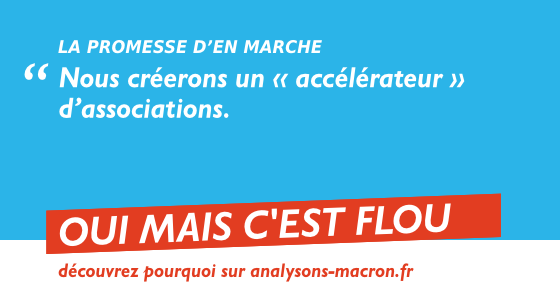 LA PROMESSE D’EN MARCHE
“ Nous créerons un « accélérateur »
d’associations.
OUI MAIS C'EST FLOU
découvrez pourquoi sur analysons-macron.fr